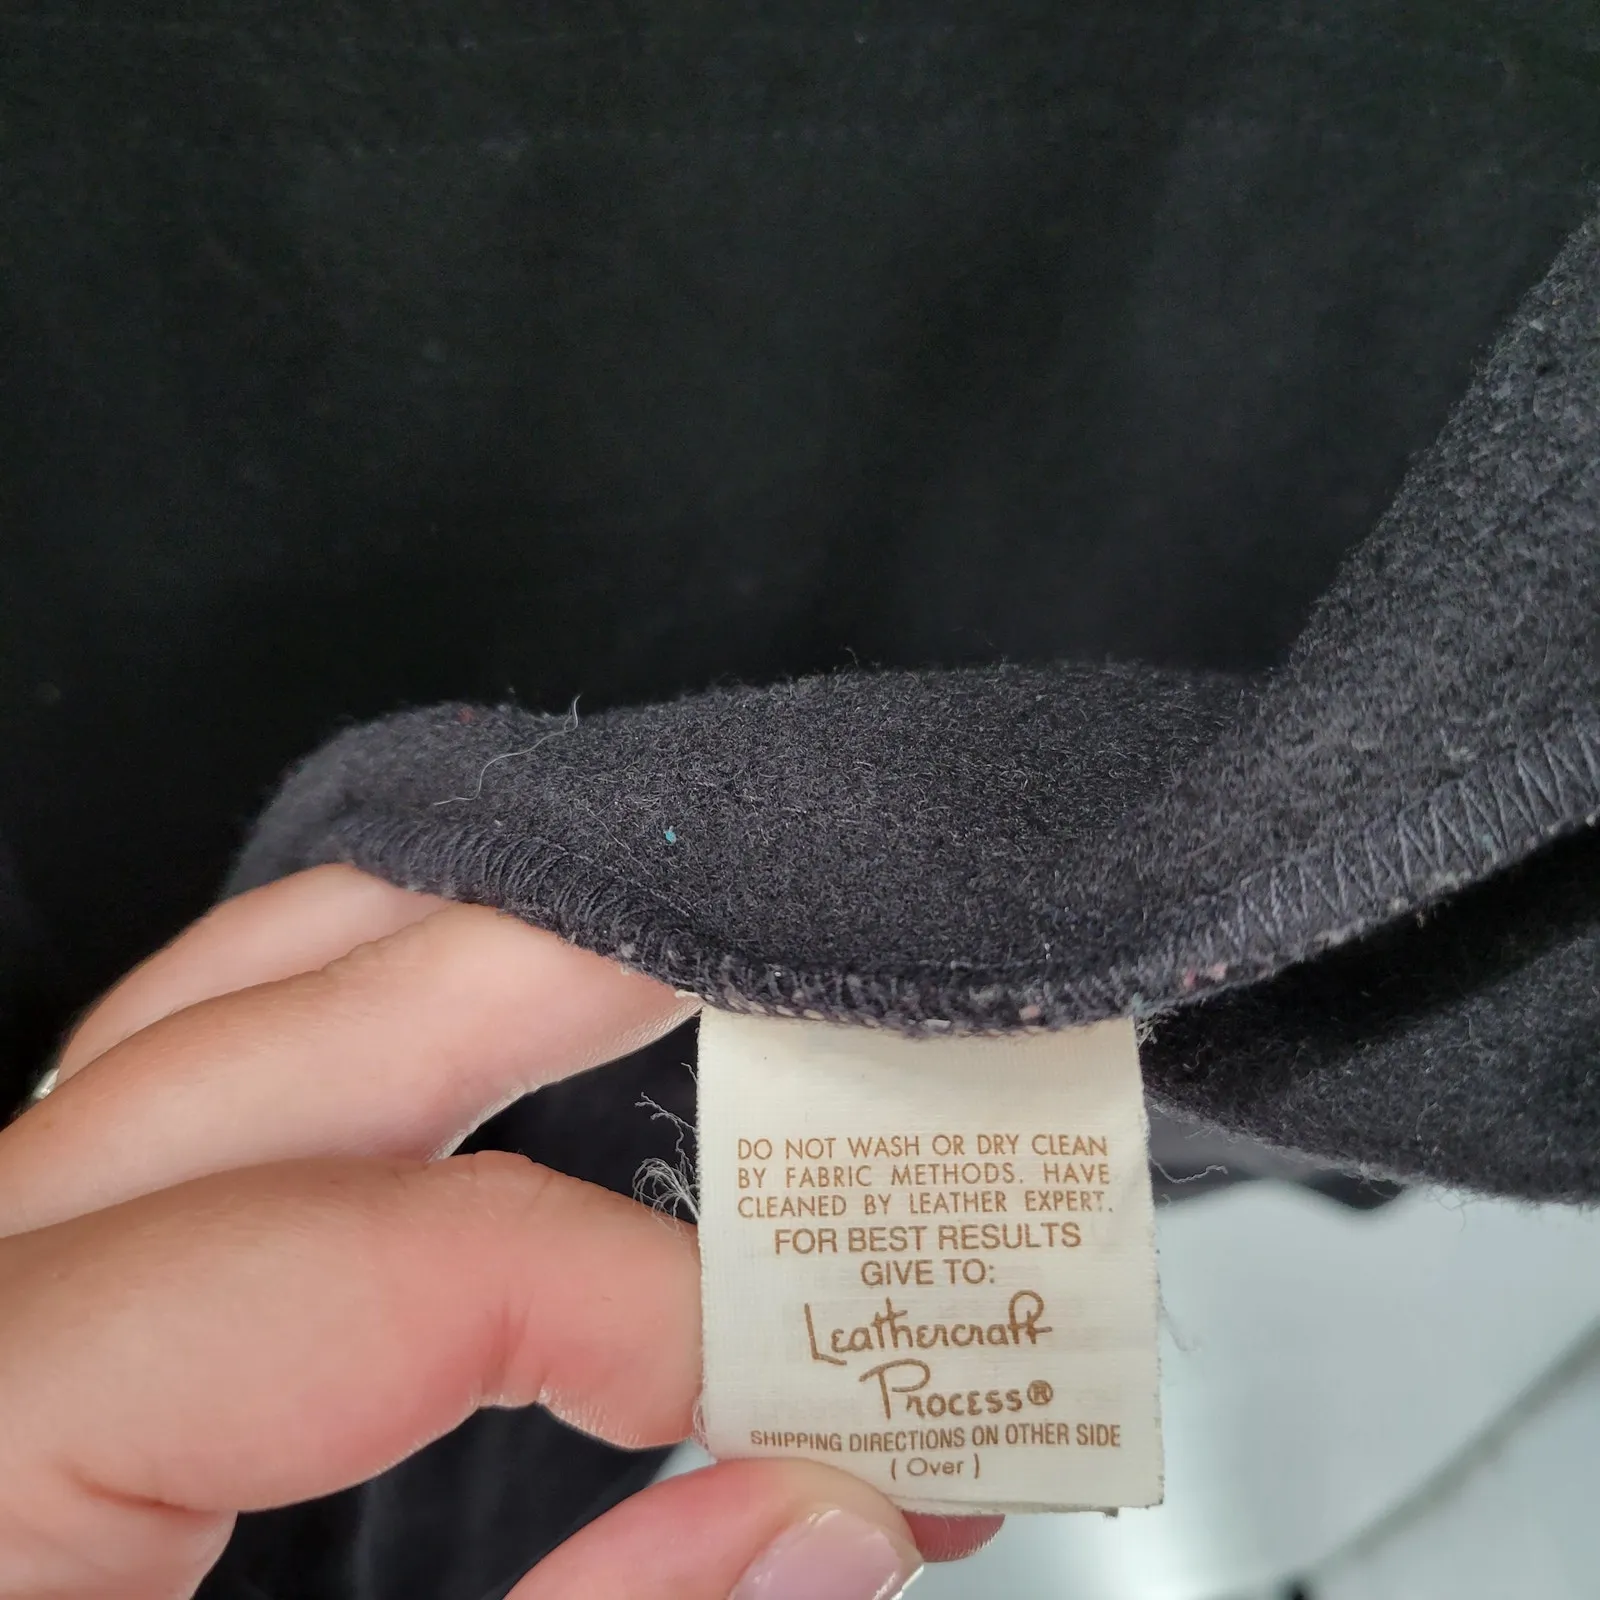 DO NOT WASH OR DRY CLEAN
BY FABRIC METHODS. HAVE
CLEANED BY LEATHER EXPERT.
FOR BEST RESULTS
GIVE TO:
Leathercraft
Process®
SHIPPING DIRECTIONS ON OTHER SIDE
( Over )